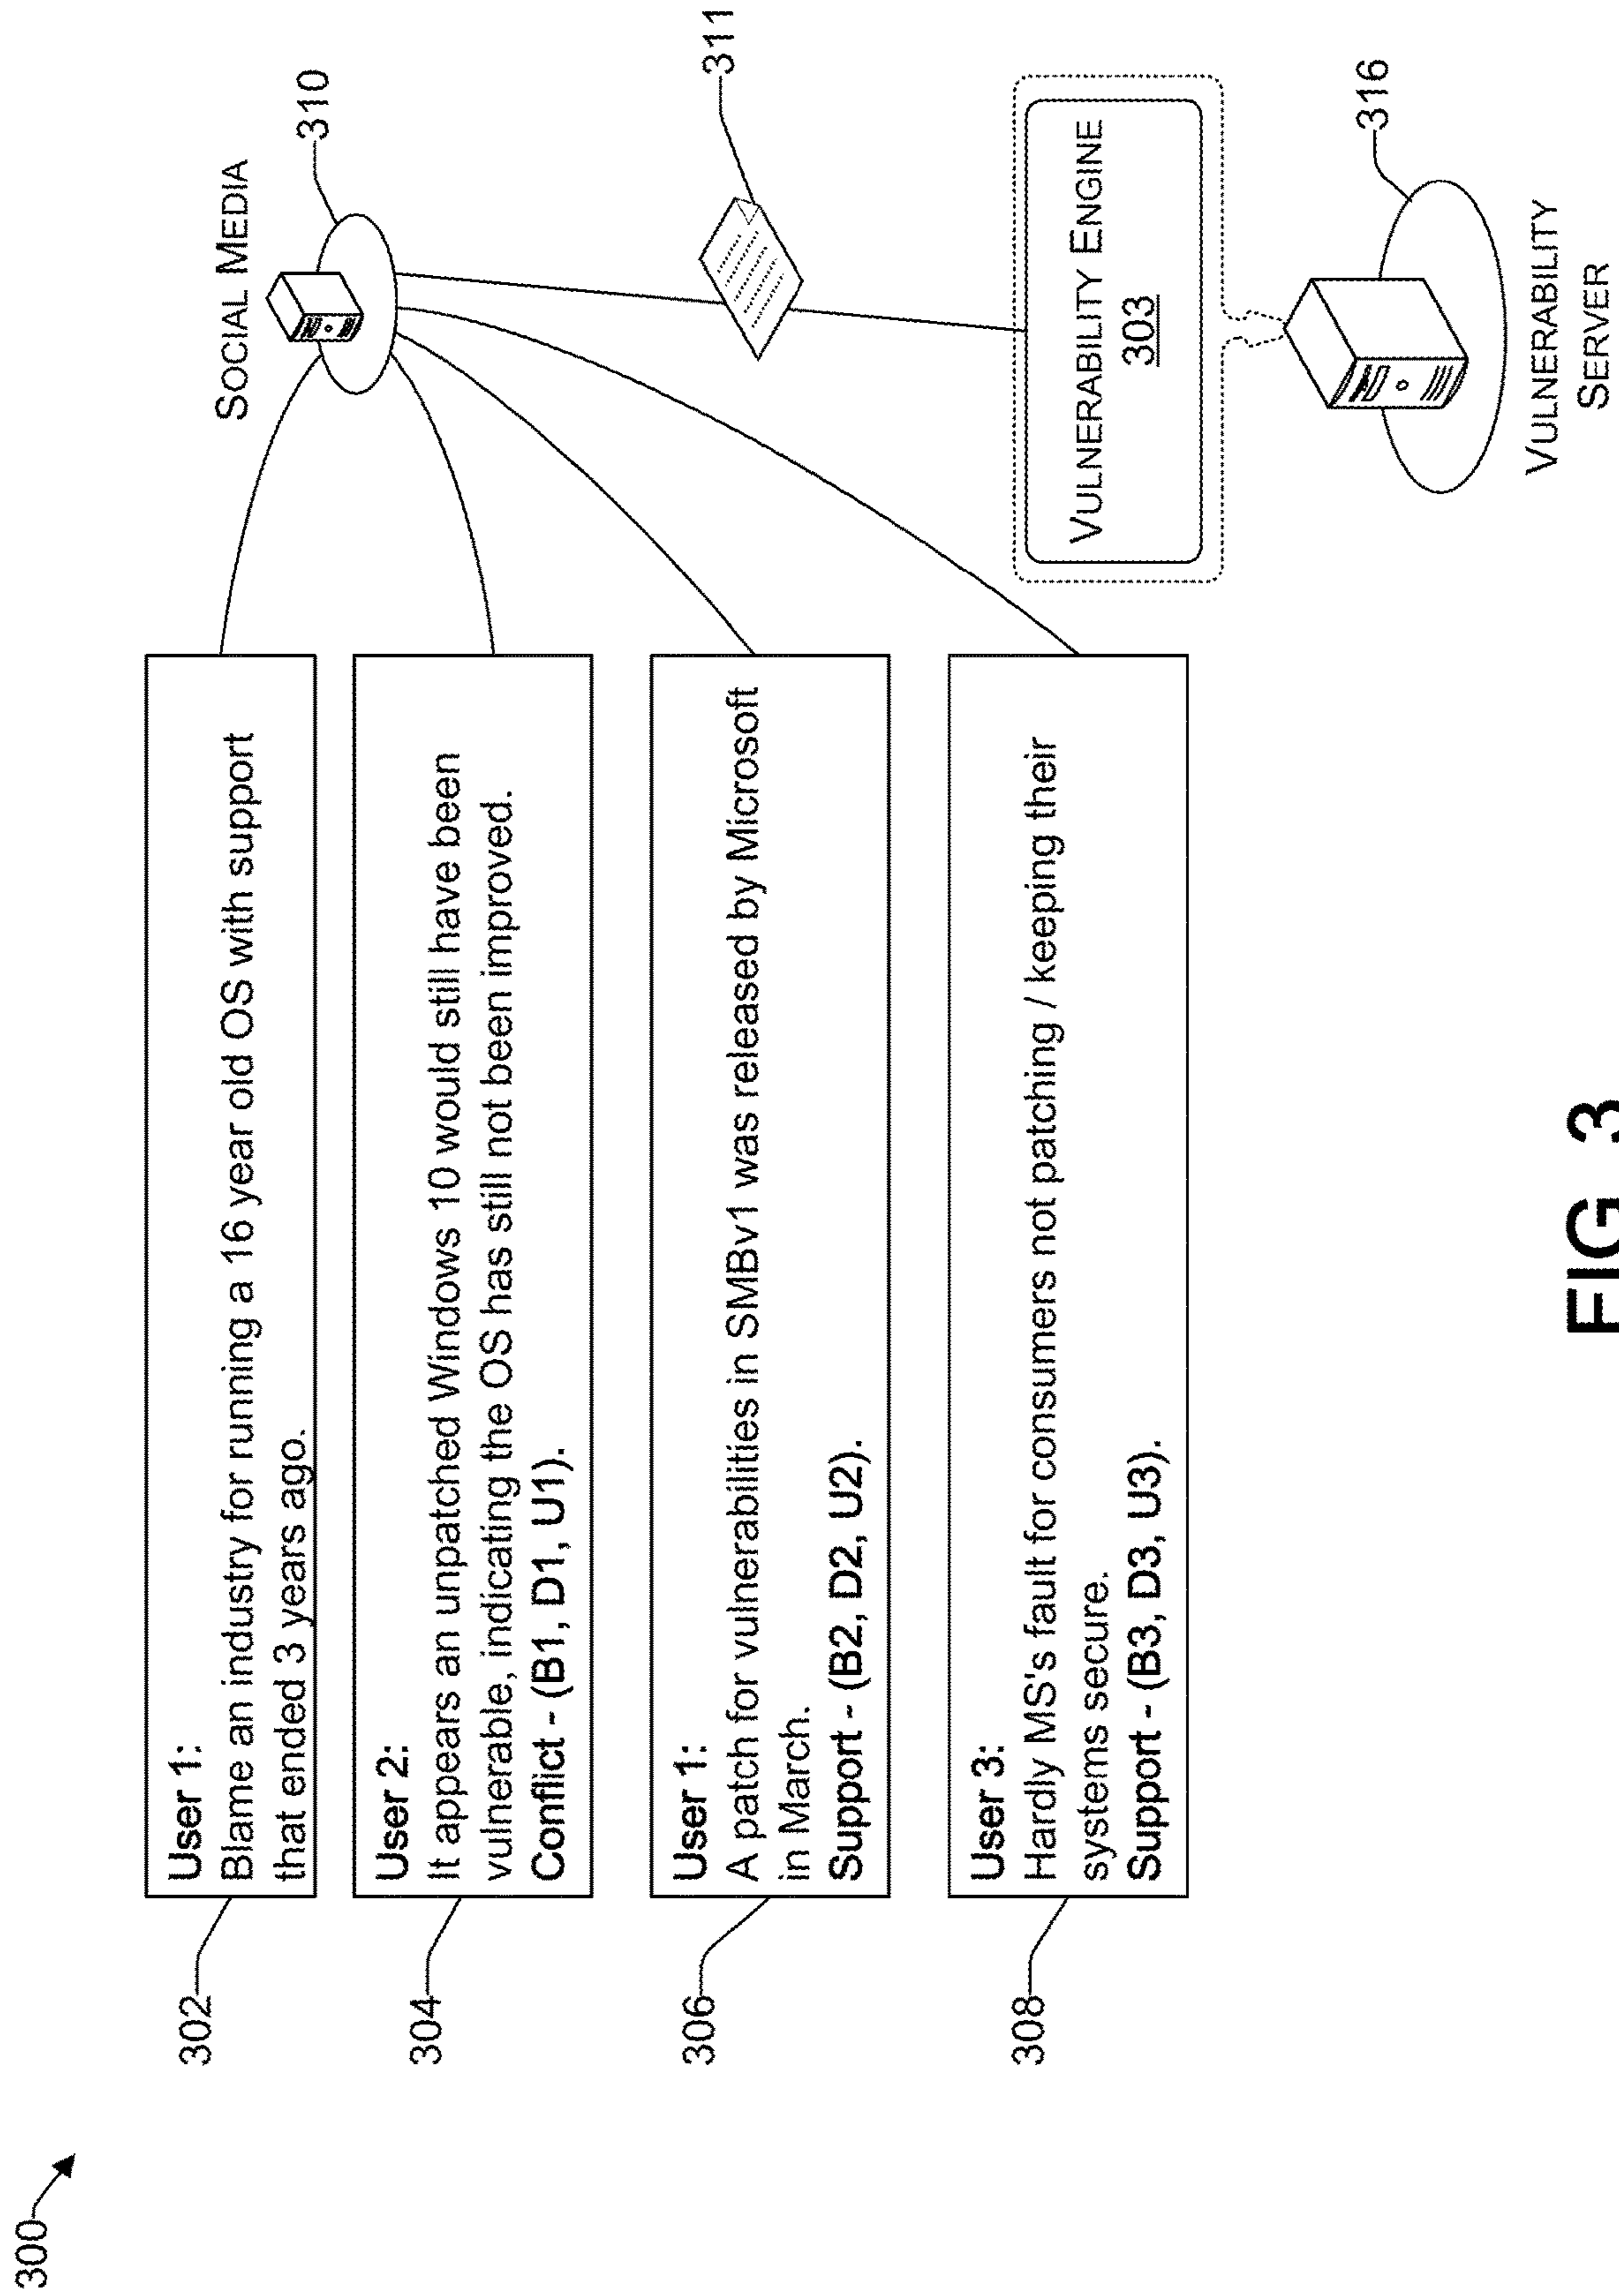 300
302
User 1:
Blame an industry for running a 16 year old OS with support
that ended 3 years ago.
304
User 2:
It appears an unpatched Windows 10 would still have been
vulnerable, indicating the OS has still not been improved.
Conflict - (B1, D1, U1).
306
User 1:
A patch for vulnerabilities in SMBv1 was released by Microsoft
in March.
Support - (B2, D2, U2).
308
User 3:
Hardly MS's fault for consumers not patching / keeping their
systems secure.
Support - (B3, D3, U3).
SOCIAL MEDIA
310
311
VULNERABILITY ENGINE
303
316
VULNERABILITY
SERVER
FIG. 3